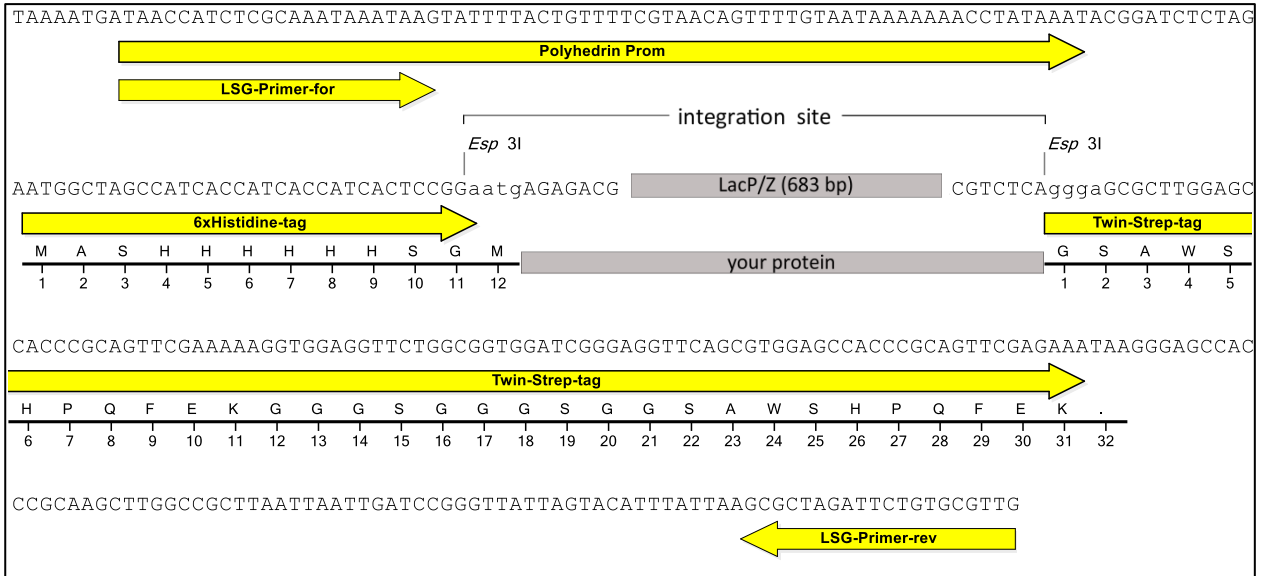 TAAAATGATAACCATCTCGCAAATAAATAAGTATTTTACTGTTTTCGTAACAGTTTTGTAATAAAAAAACCTATAAATACGGATCTCTAG
Polyhedrin Prom
LSG-Primer-for
integration site
Esp 3I Esp 3I
AATGGCTAGCCATCACCATCACCATCACTCCGGaatgAGAGACG LacP/Z (683 bp) CGTCTCAgggaGCGCTTGGAGC
6xHistidine-tag Twin-Strep-tag
M A S H H H H H H S G M G S A W S
your protein
1 2 3 4 5 6 7 8 9 10 11 12 1 2 3 4 5
CACCCGCAGTTCGAAAAAGGTGGAGGTTCTGGCGGTGGATCGGGAGGTTCAGCGTGGAGCCACCCGCAGTTCGAGAAATAAGGGAGCCAC
Twin-Strep-tag
H P Q F E K G G G S G G G S G G S A W S H P Q F E K .
6 7 8 9 10 11 12 13 14 15 16 17 18 19 20 21 22 23 24 25 26 27 28 29 30 31 32
CCGCAAGCTTGGCCGCTTAATTAATTGATCCGGGTTATTAGTACATTTATTAAGCGCTAGATTCTGTGCGTTG
LSG-Primer-rev